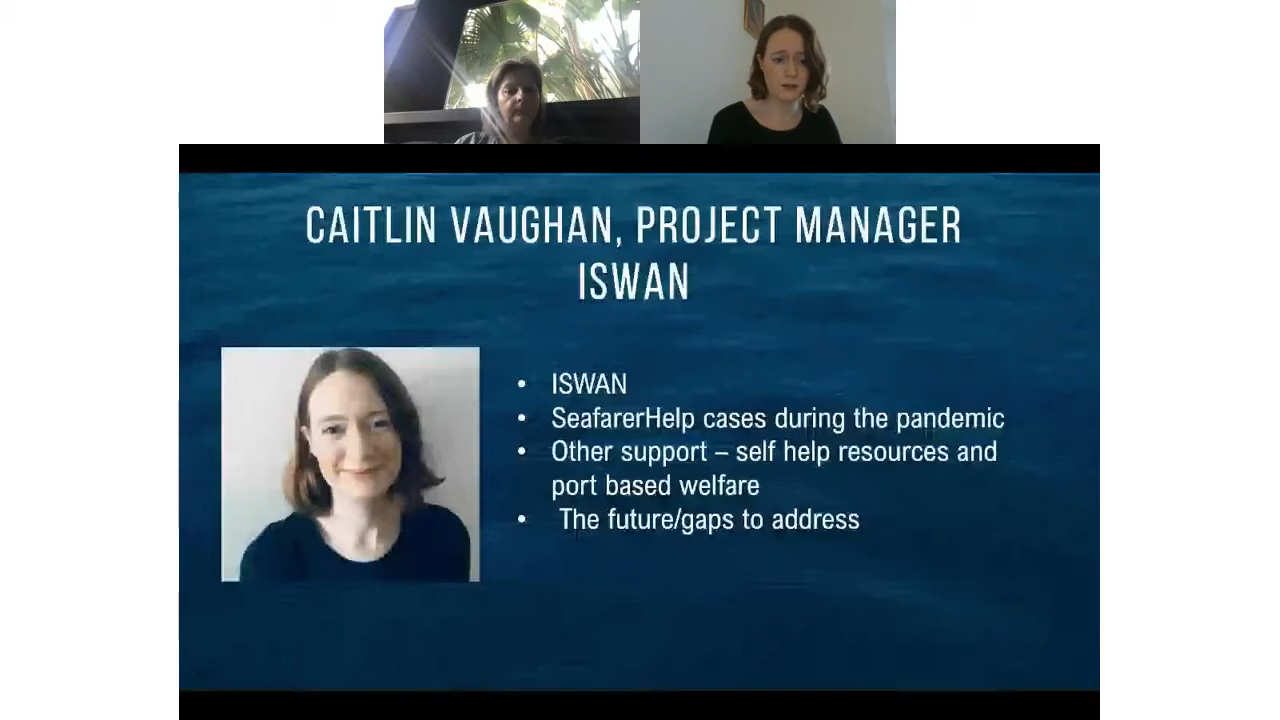 CAITLIN VAUGHAN, PROJECT MANAGER
ISWAN
• ISWAN
• SeafarerHelp cases during the pandemic
• Other support – self help resources and
port based welfare
• The future/gaps to address